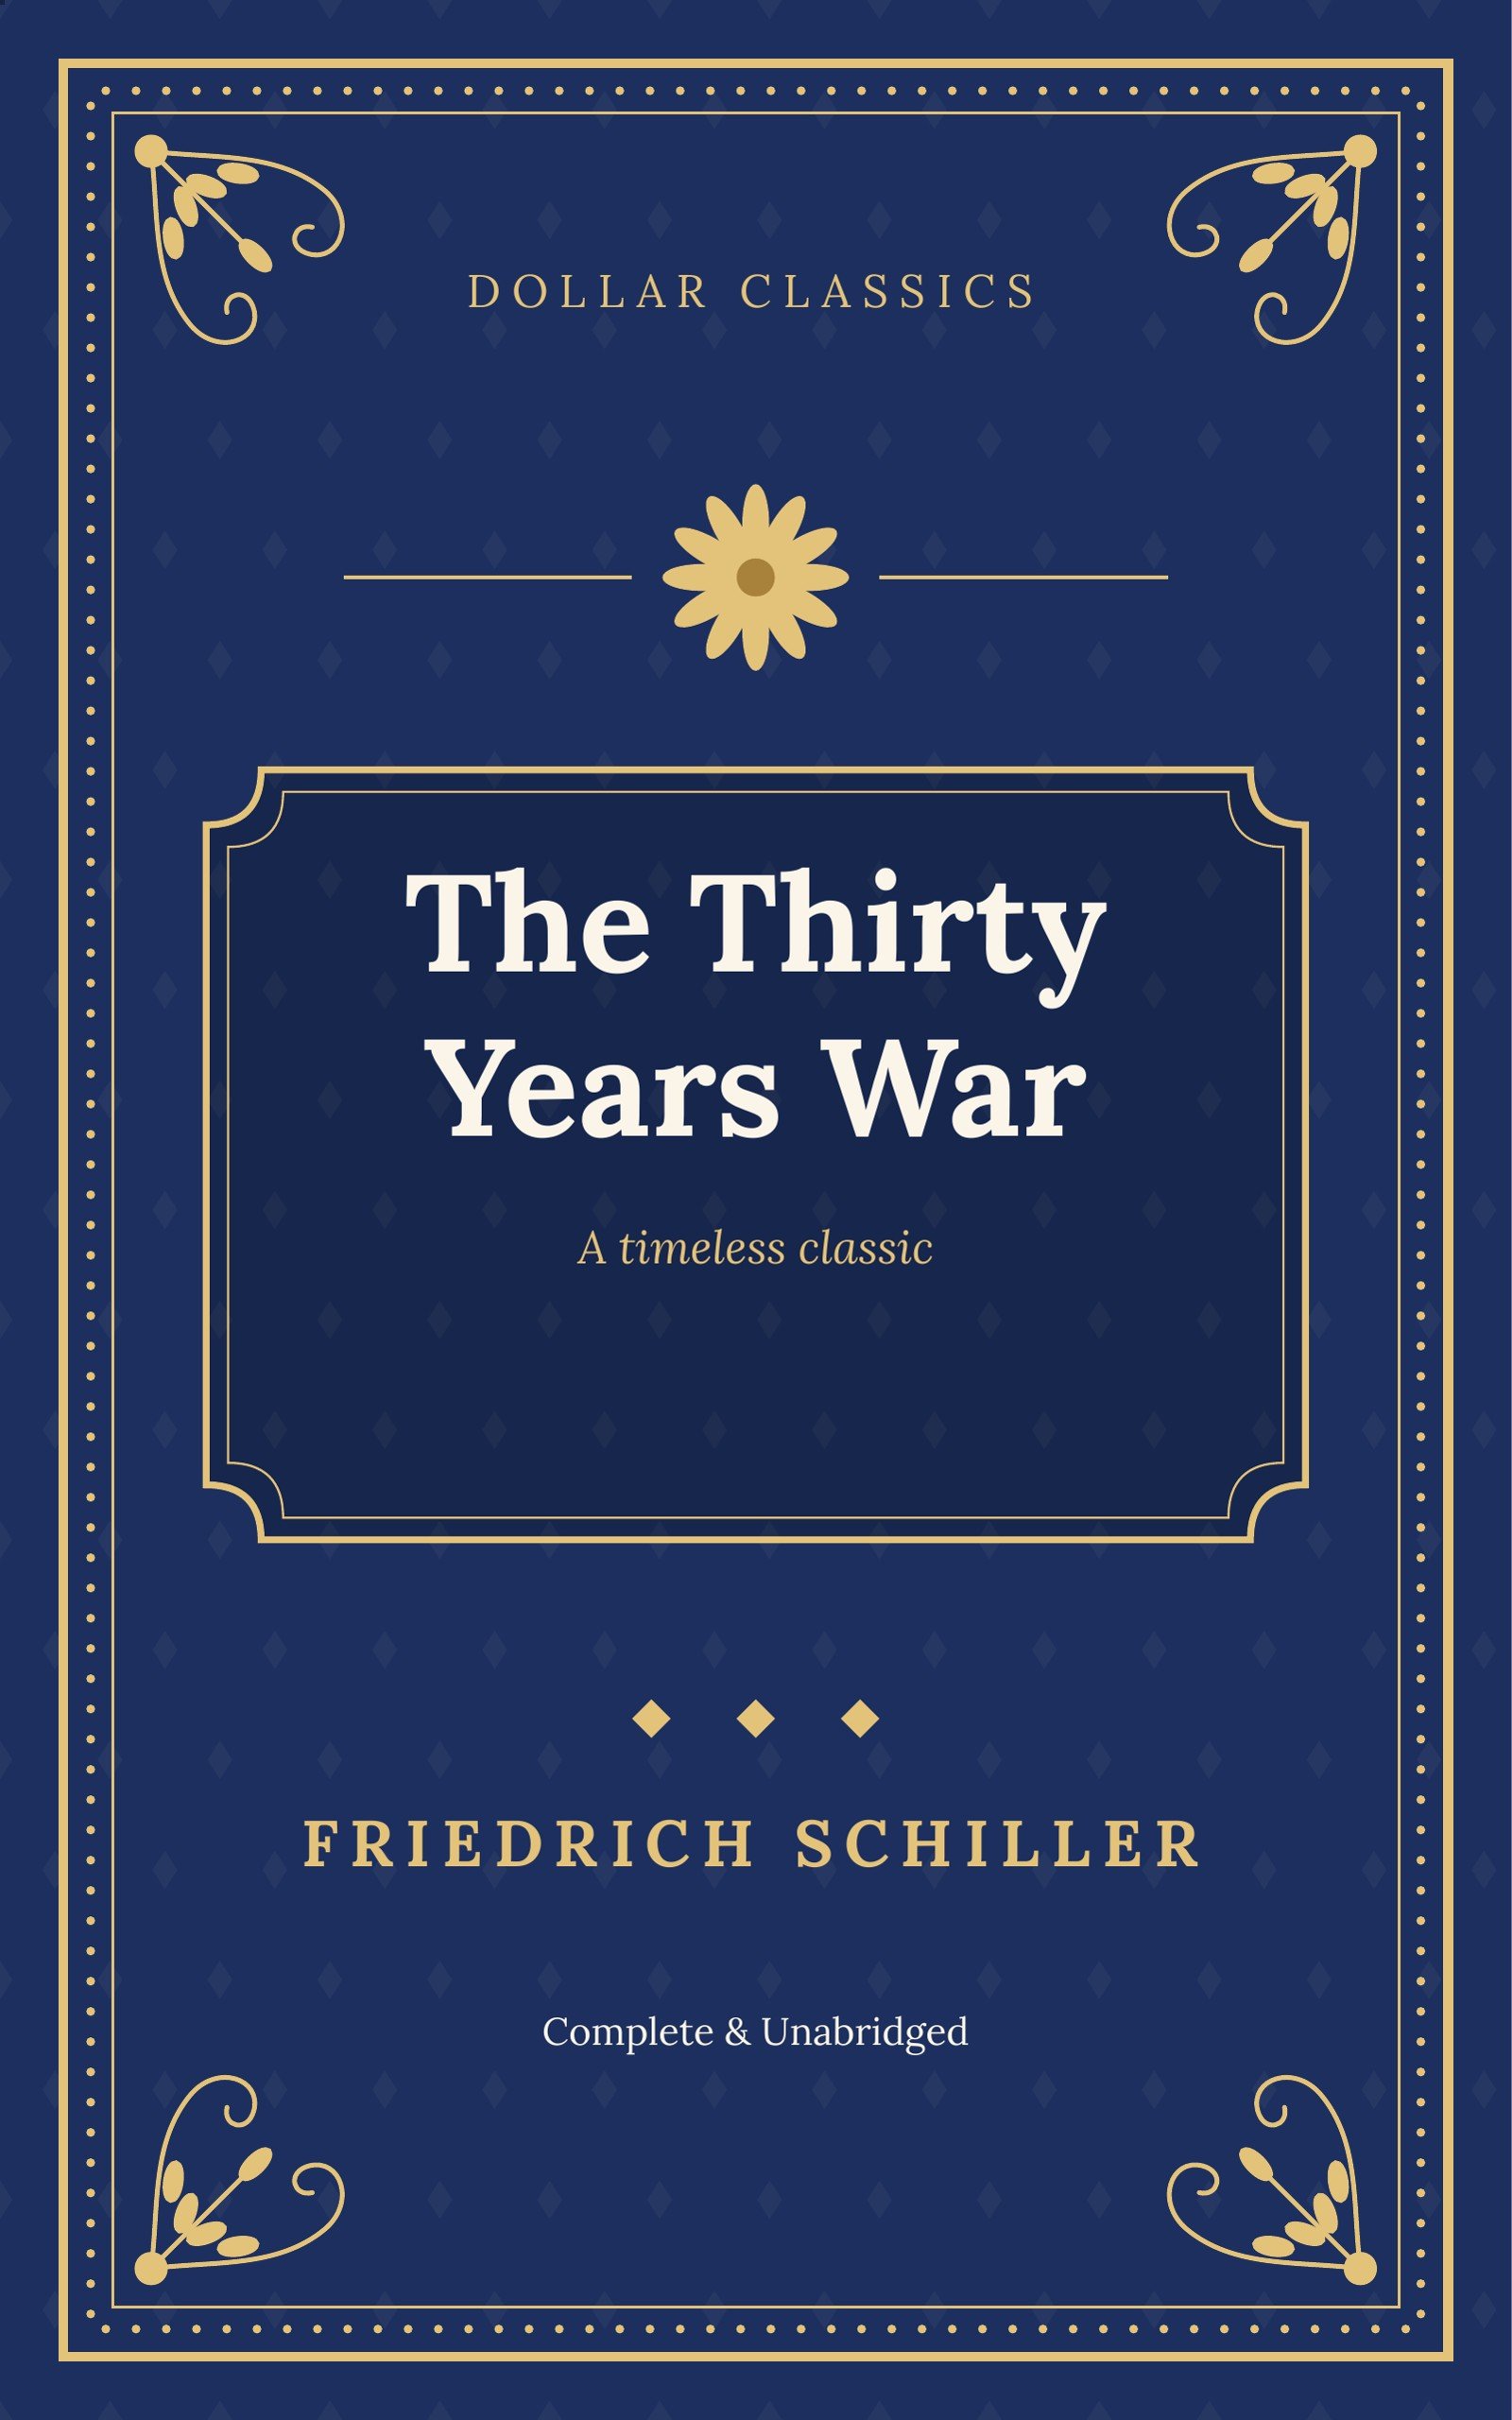 DOLLAR CLASSICS
The Thirty
Years War
A timeless classic
FRIEDRICH SCHILLER
Complete & Unabridged